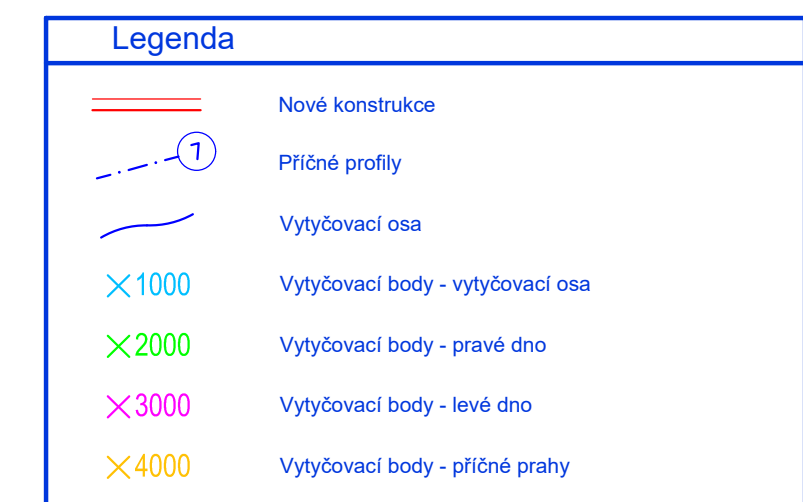 Legenda
Nové konstrukce
7 Příčné profily
Vytyčovací osa
1000 Vytyčovací body - vytyčovací osa
2000 Vytyčovací body - pravé dno
3000 Vytyčovací body - levé dno
4000 Vytyčovací body - příčné prahy